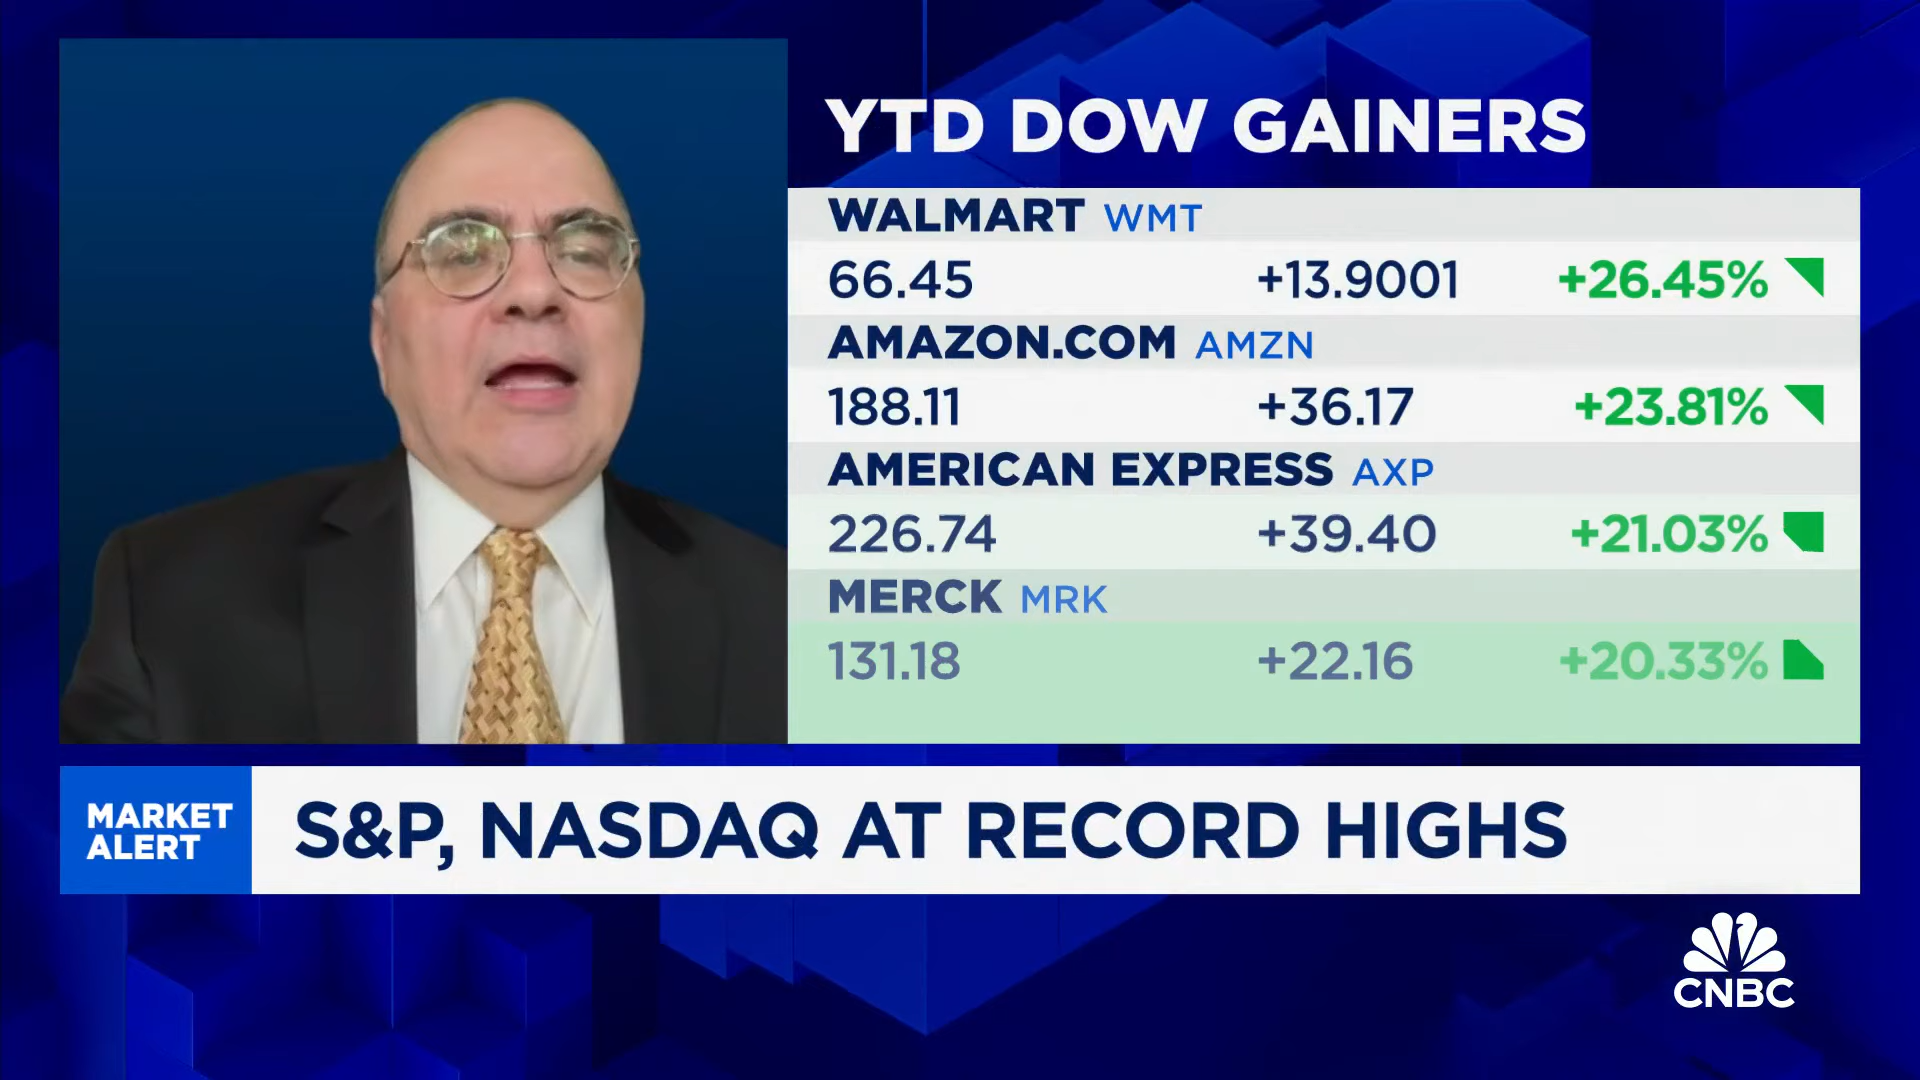 YTD DOW GAINERS
WALMART WMT
66.45 +13.9001 +26.45%
AMAZON.COM AMZN
188.11 +36.17 +23.81%
AMERICAN EXPRESS AXP
226.74 +39.40 +21.03%
MERCK MRK
131.18 +22.16 +20.33%
MARKET
ALERT
S&P, NASDAQ AT RECORD HIGHS
CNBC